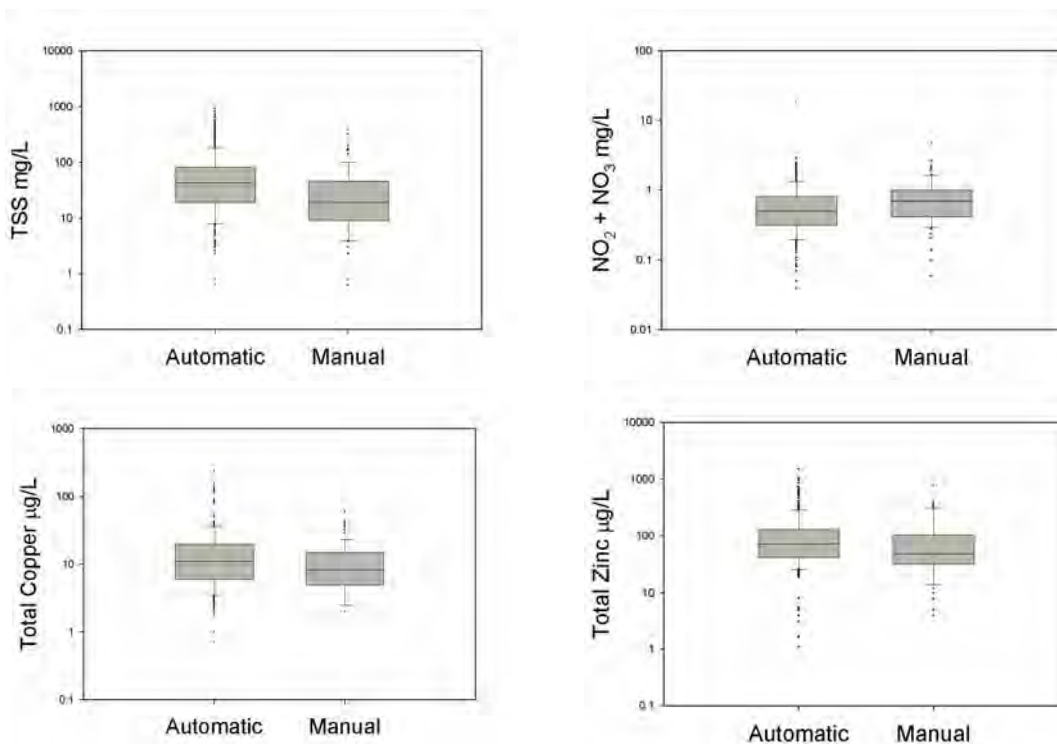 10000
1000
100
10
1
0.1
TSS mg/L
Automatic Manual
100
10
1
0.1
0.01
NO₂ + NO₃ mg/L
Automatic Manual
1000
100
10
1
0.1
Total Copper µg/L
Automatic Manual
10000
1000
100
10
1
0.1
Total Zinc µg/L
Automatic Manual